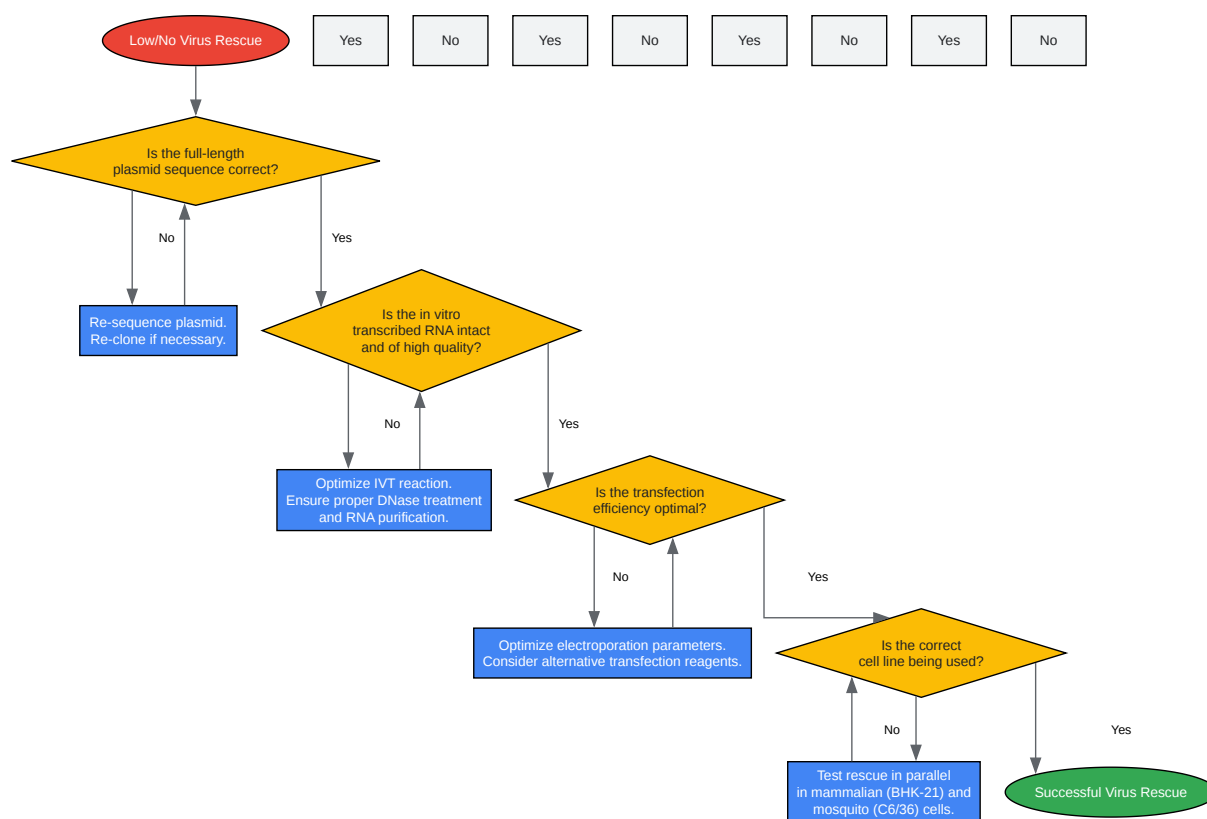 Low/No Virus Rescue
Yes
No
Yes
No
Yes
No
Yes
No
Is the full-length
plasmid sequence correct?
No
Yes
Re-sequence plasmid.
Re-clone if necessary.
Is the in vitro
transcribed RNA intact
and of high quality?
No
Yes
Optimize IVT reaction.
Ensure proper DNase treatment
and RNA purification.
Is the transfection
efficiency optimal?
No
Yes
Optimize electroporation parameters.
Consider alternative transfection reagents.
Is the correct
cell line being used?
No
Yes
Test rescue in parallel
in mammalian (BHK-21) and
mosquito (C6/36) cells.
Successful Virus Rescue